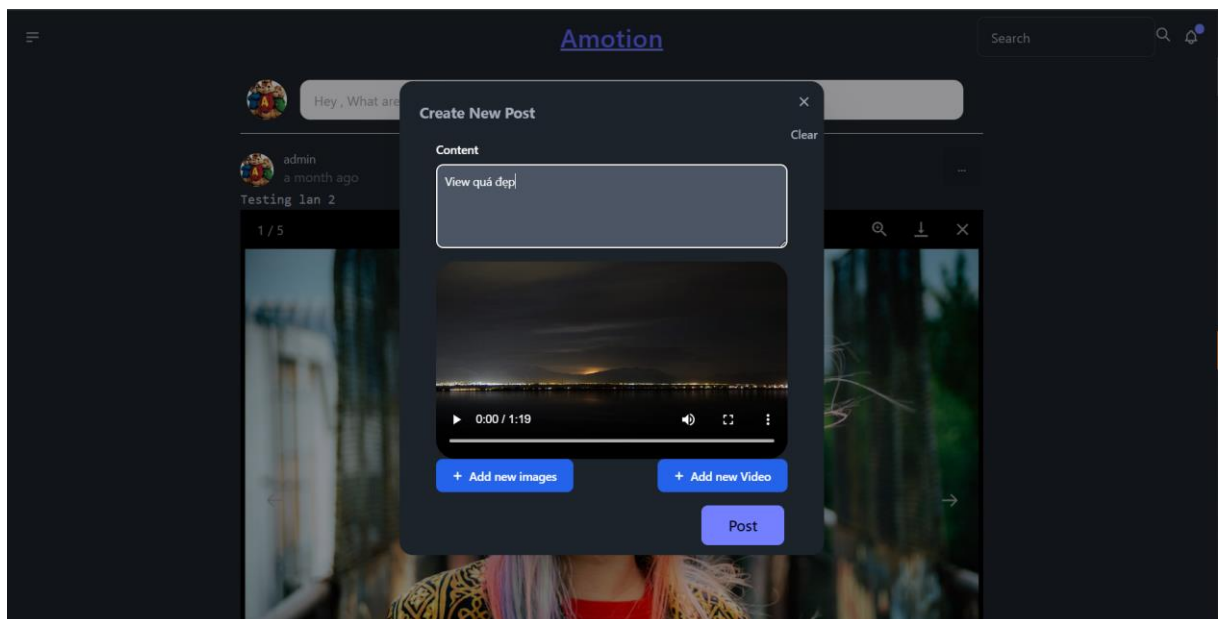 Amotion
Search
Hey , What are
Create New Post
Clear
Content
View quá đẹp
admin
a month ago
...
Testing lan 2
1 / 5
0:00 / 1:19
+ Add new images
+ Add new Video
Post